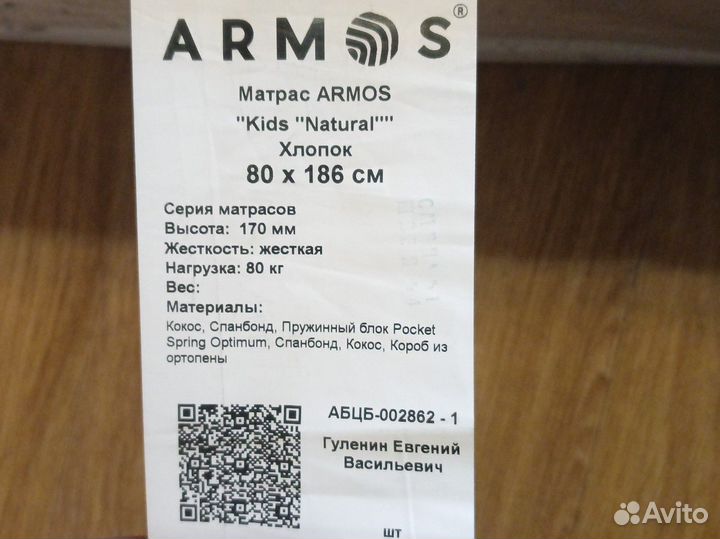 ARMOS®
Матрас ARMOS
"Kids "Natural""
Хлопок
80 x 186 см
Серия матрасов
Высота: 170 мм
Жесткость: жесткая
Нагрузка: 80 кг
Вес:
Материалы:
Кокос, Спанбонд, Пружинный блок Pocket
Spring Optimum, Спанбонд, Кокос, Короб из
ортопены
АБЦБ-002862 - 1
Гуленин Евгений
Васильевич
шт
Avito